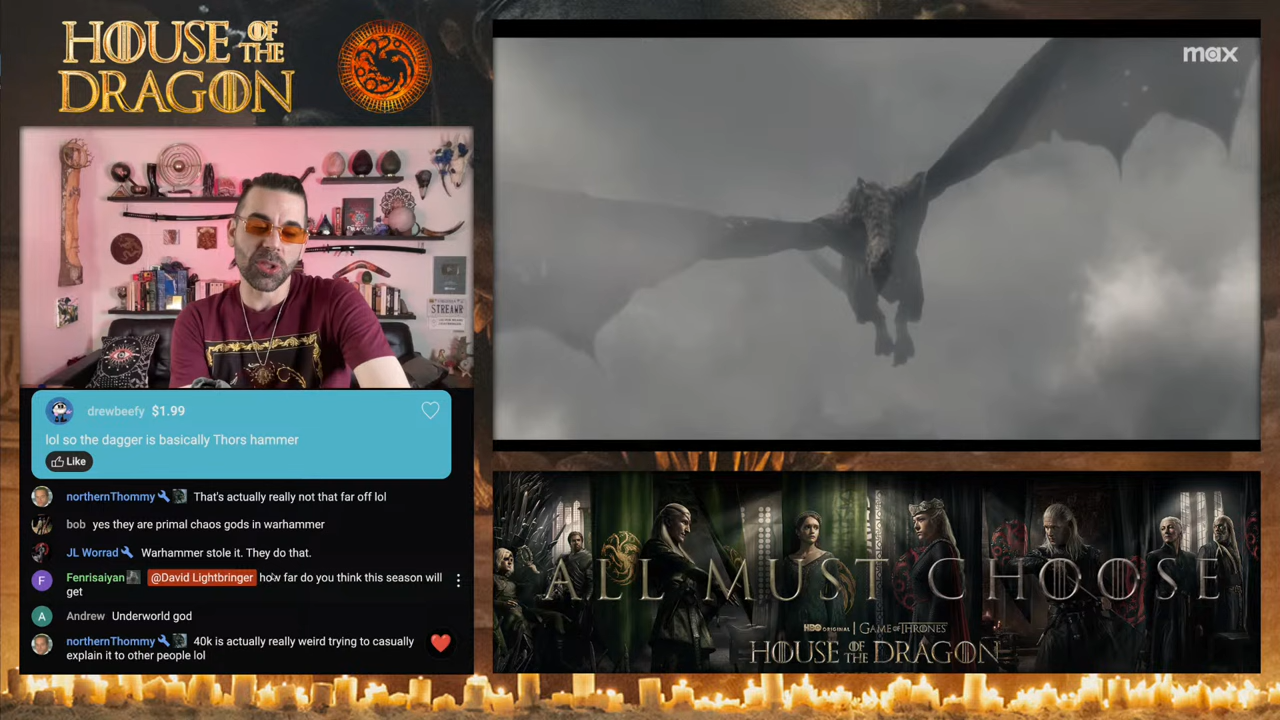 HOUSE OF THE
DRAGON
max
STREAWR
drewbeefy $1.99
lol so the dagger is basically Thors hammer
Like
northernThommy That's actually really not that far off lol
bob yes they are primal chaos gods in warhammer
JL Worrad Warhammer stole it. They do that.
F Fenrisaiyan @David Lightbringer how far do you think this season will
get
A Andrew Underworld god
northernThommy 40k is actually really weird trying to casually
explain it to other people lol
ALL MUST CHOOSE
HBO ORIGINAL | GAME OF THRONES
HOUSE OF THE DRAGON